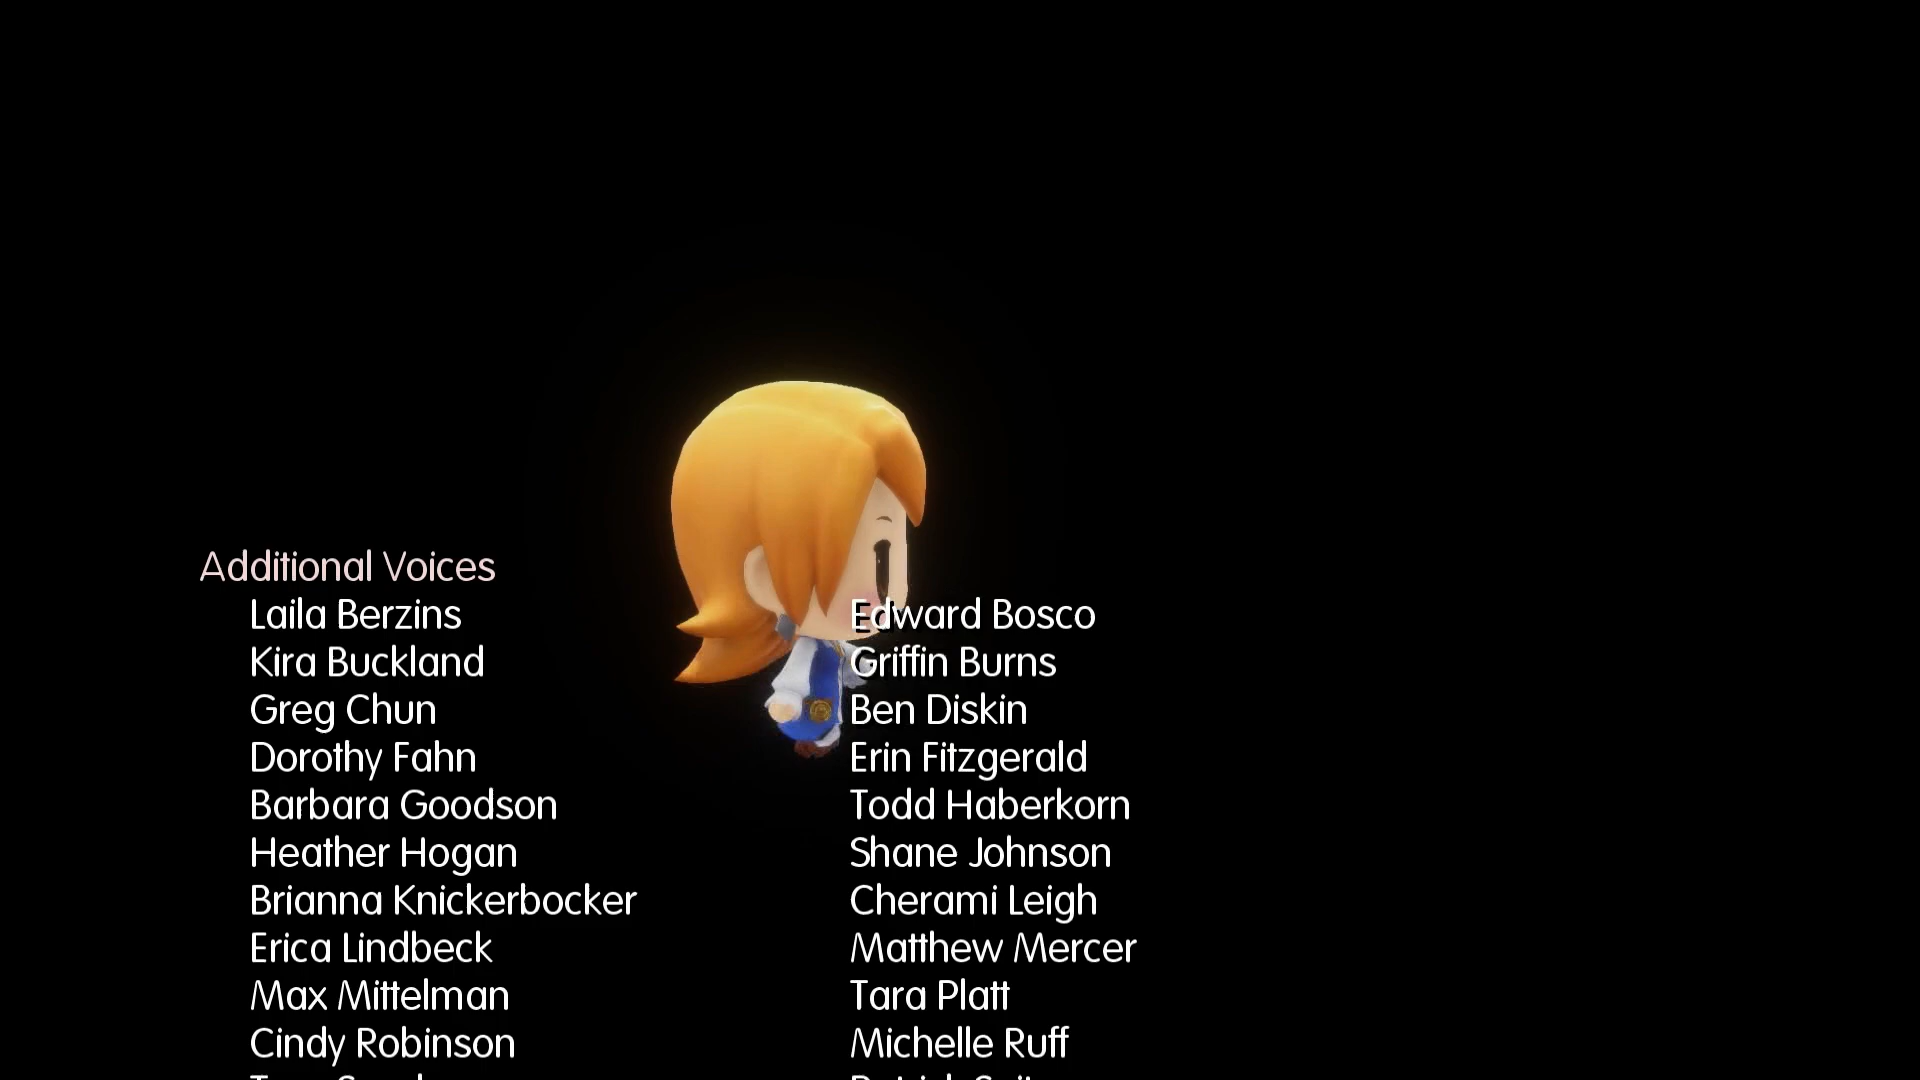 Additional Voices
Laila Berzins Edward Bosco
Kira Buckland Griffin Burns
Greg Chun Ben Diskin
Dorothy Fahn Erin Fitzgerald
Barbara Goodson Todd Haberkorn
Heather Hogan Shane Johnson
Brianna Knickerbocker Cherami Leigh
Erica Lindbeck Matthew Mercer
Max Mittelman Tara Platt
Cindy Robinson Michelle Ruff